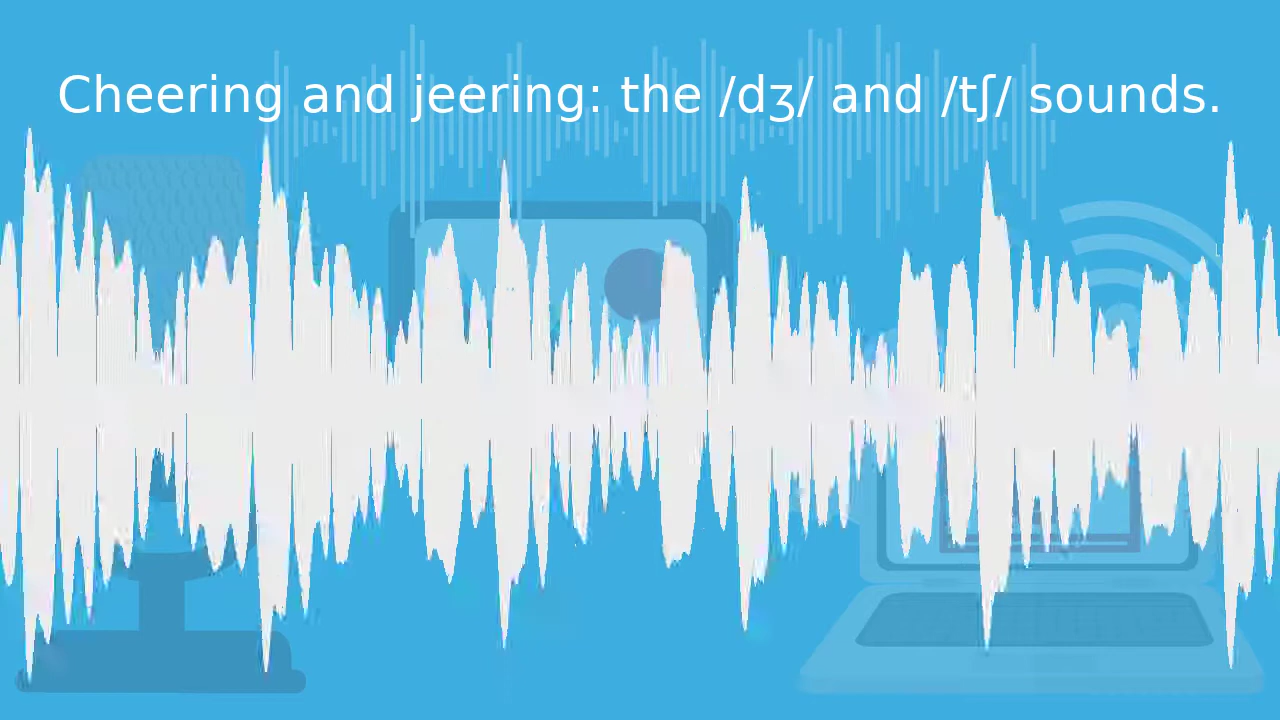 Cheering and jeering: the /dʒ/ and /tʃ/ sounds.